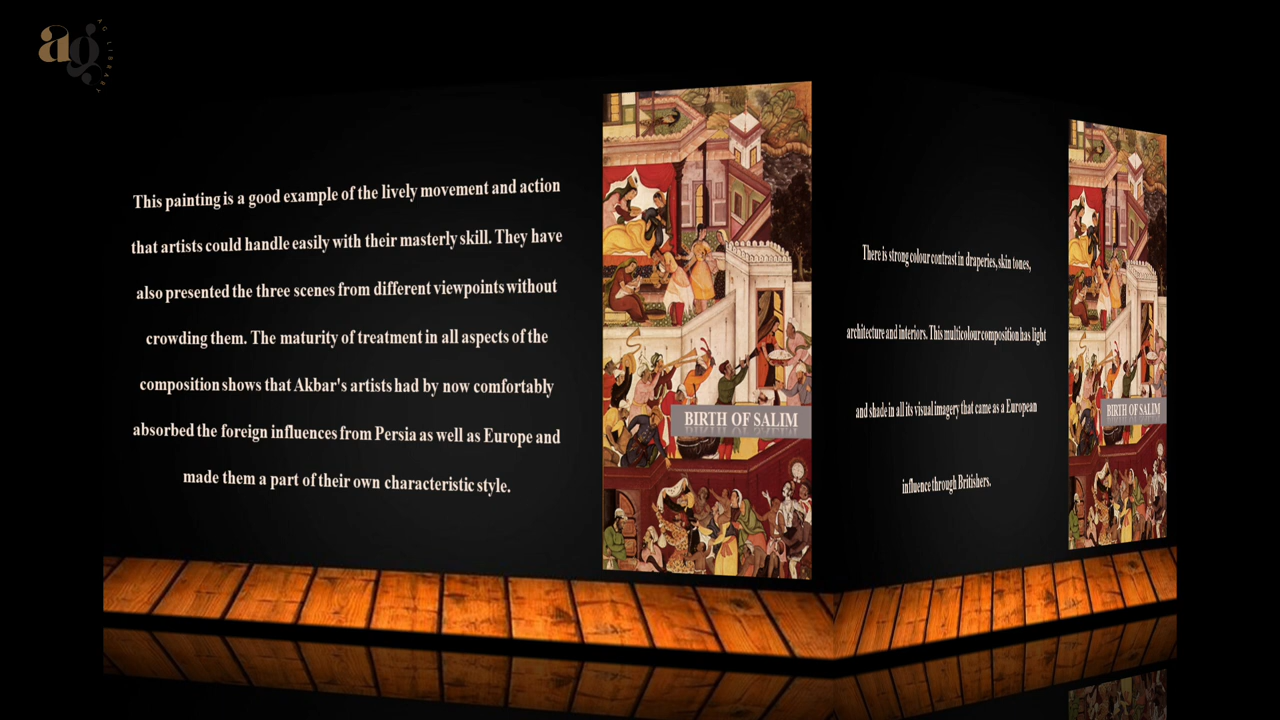 ag
AG LIBRARY
This painting is a good example of the lively movement and action
that artists could handle easily with their masterly skill. They have
also presented the three scenes from different viewpoints without
crowding them. The maturity of treatment in all aspects of the
composition shows that Akbar's artists had by now comfortably
absorbed the foreign influences from Persia as well as Europe and
made them a part of their own characteristic style.
BIRTH OF SALIM
There is strong colour contrast in draperies, skin tones,
architecture and interiors. This multicolour composition has light
and shade in all its visual imagery that came as a European
influence through Britishers.
BIRTH OF SALIM